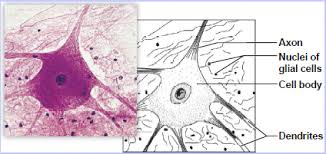 Axon
Nuclei of
glial cells
Cell body
Dendrites